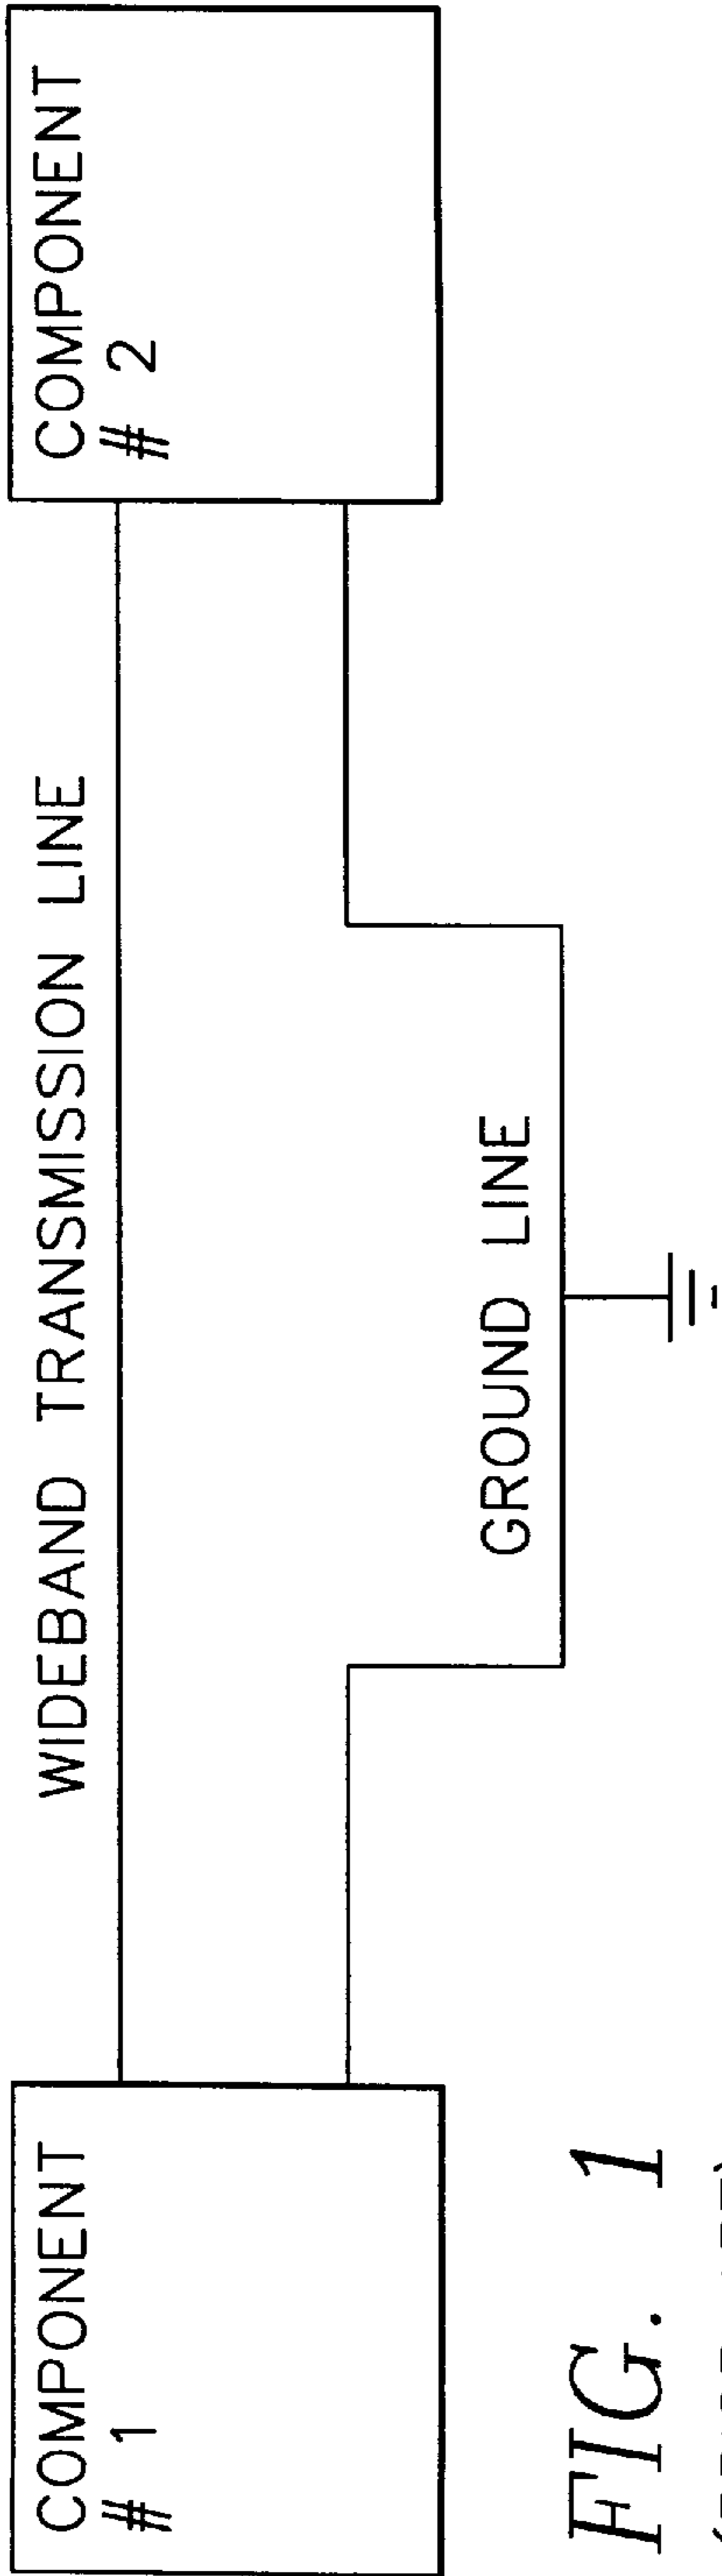 COMPONENT
# 1
WIDEBAND TRANSMISSION LINE
COMPONENT
# 2
GROUND LINE
FIG. 1